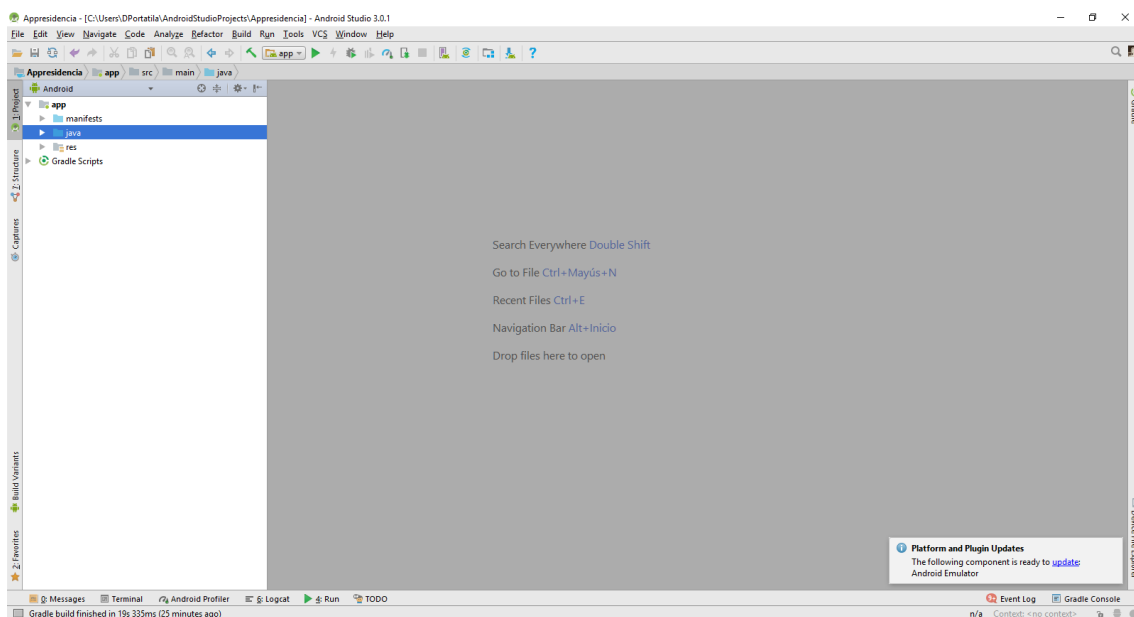 Appresidencia - [C:\Users\DPortatila\AndroidStudioProjects\Appresidencia] - Android Studio 3.0.1
File Edit View Navigate Code Analyze Refactor Build Run Tools VCS Window Help
app
Appresidencia app src main java
Android
1: Project
app
manifests
java
res
Gradle Scripts
7: Structure
Captures
Build Variants
2: Favorites
Search Everywhere Double Shift
Go to File Ctrl+Mayús+N
Recent Files Ctrl+E
Navigation Bar Alt+Inicio
Drop files here to open
Platform and Plugin Updates
The following component is ready to update:
Android Emulator
0: Messages Terminal Android Profiler 6: Logcat 4: Run TODO
Event Log Gradle Console
Gradle build finished in 19s 335ms (25 minutes ago)
n/a Context: <no context>